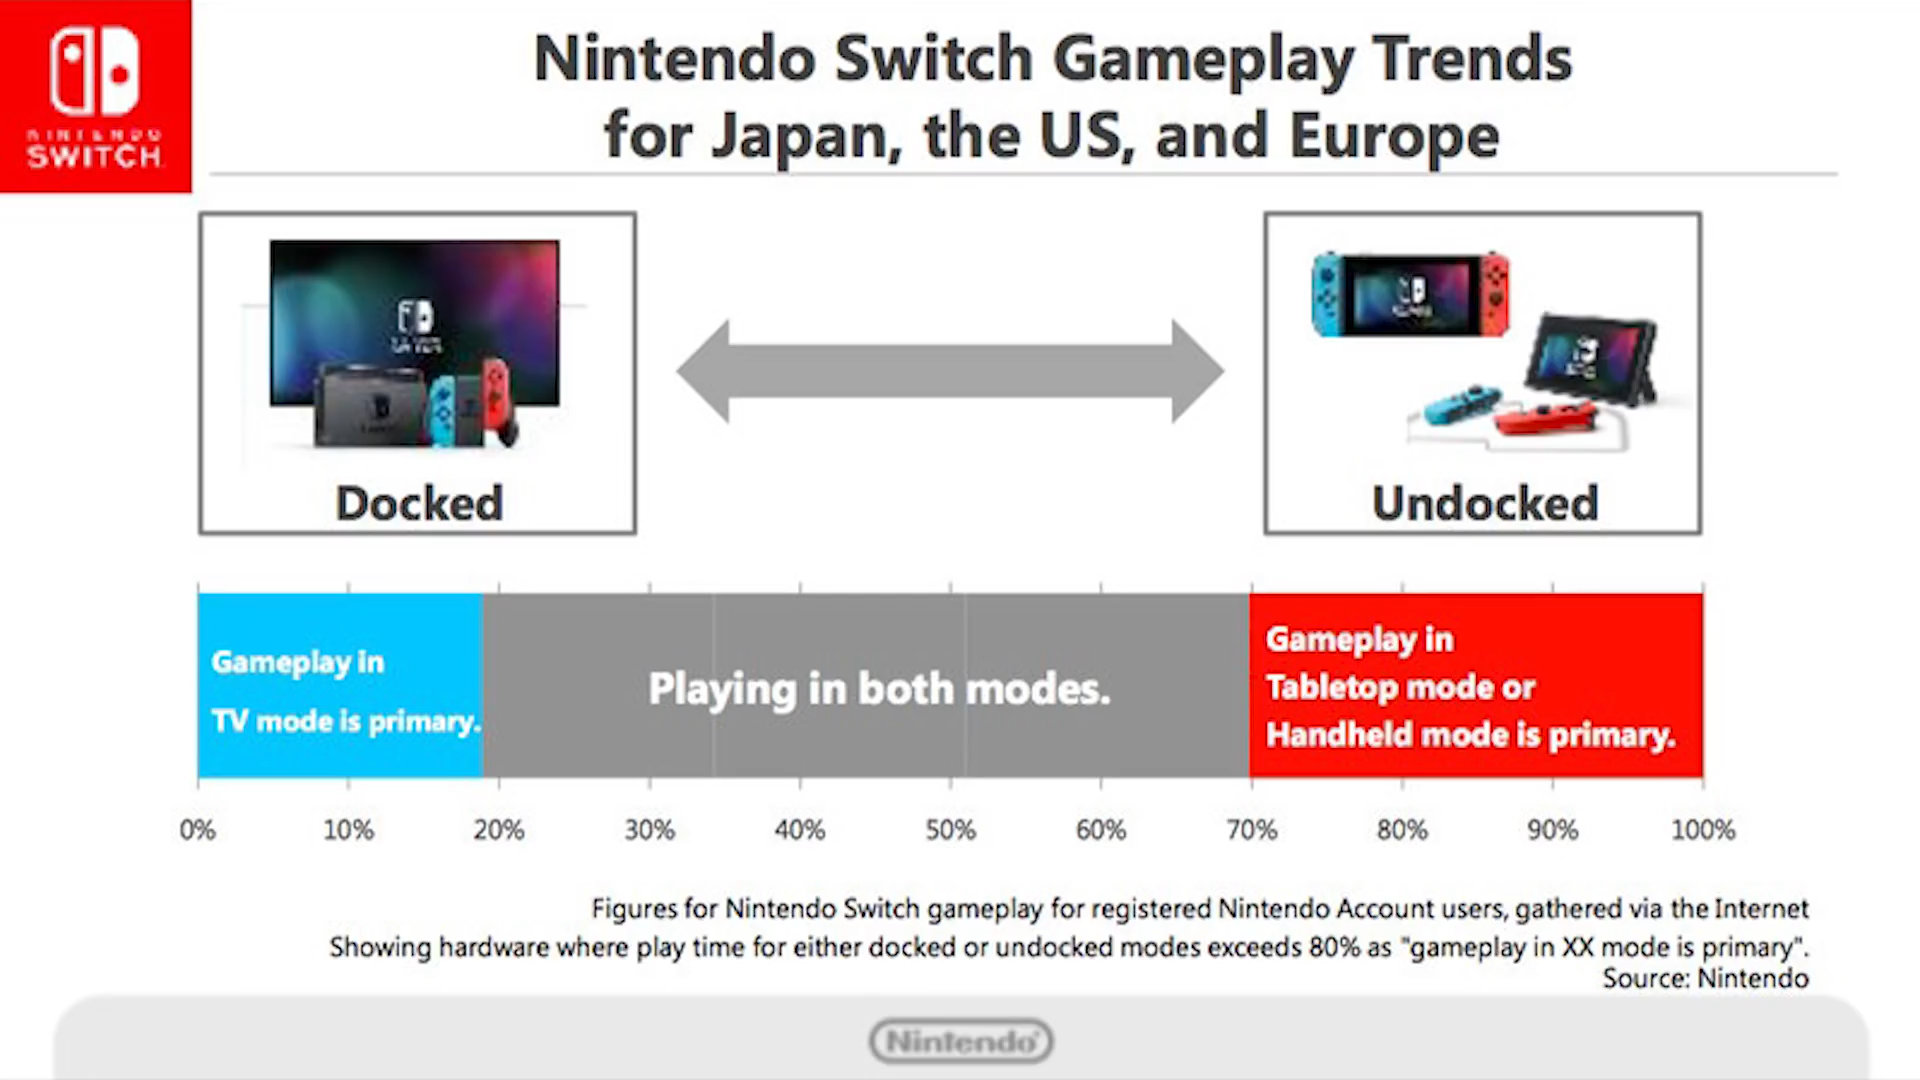 Nintendo Switch Gameplay Trends
for Japan, the US, and Europe
NINTENDO
SWITCH
Docked
Undocked
Gameplay in
TV mode is primary.
Playing in both modes.
Gameplay in
Tabletop mode or
Handheld mode is primary.
0% 10% 20% 30% 40% 50% 60% 70% 80% 90% 100%
Figures for Nintendo Switch gameplay for registered Nintendo Account users, gathered via the Internet
Showing hardware where play time for either docked or undocked modes exceeds 80% as "gameplay in XX mode is primary".
Source: Nintendo
Nintendo